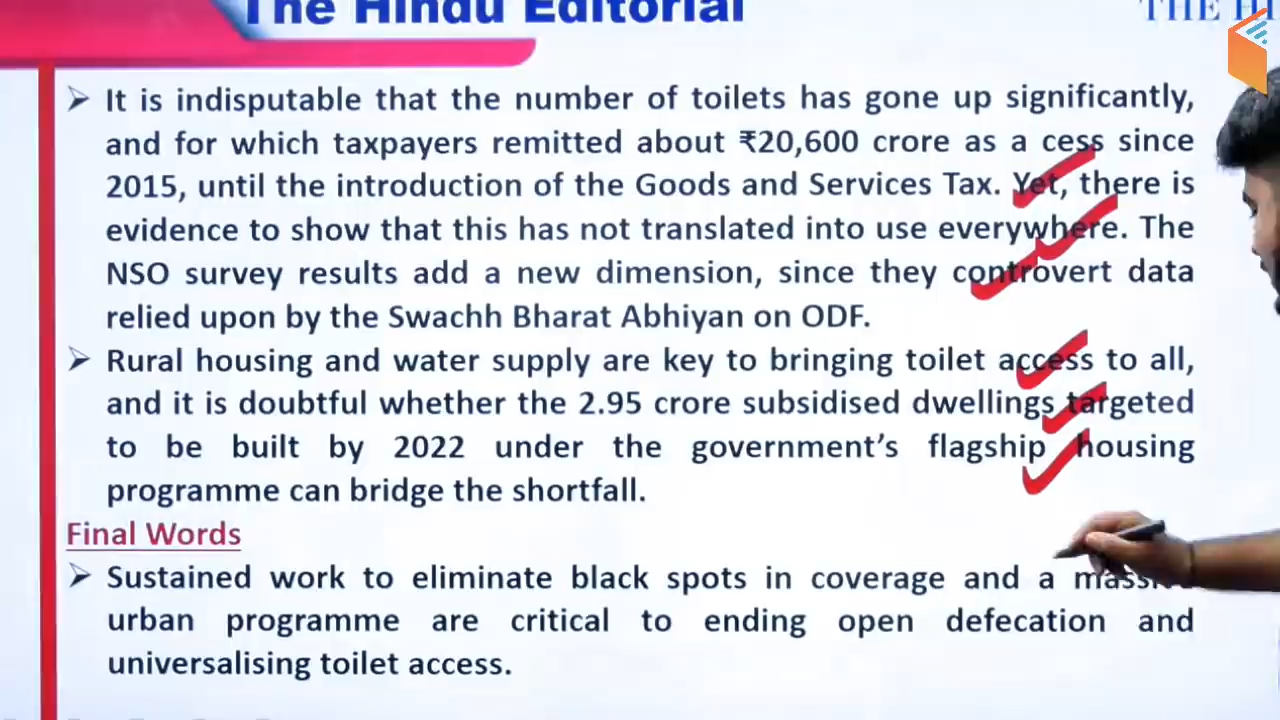 The Hindu Editorial
THE HI
➢ It is indisputable that the number of toilets has gone up significantly,
and for which taxpayers remitted about ₹20,600 crore as a cess since
2015, until the introduction of the Goods and Services Tax. Yet, there is
evidence to show that this has not translated into use everywhere. The
NSO survey results add a new dimension, since they controvert data
relied upon by the Swachh Bharat Abhiyan on ODF.
➢ Rural housing and water supply are key to bringing toilet access to all,
and it is doubtful whether the 2.95 crore subsidised dwellings targeted
to be built by 2022 under the government’s flagship housing
programme can bridge the shortfall.
Final Words
➢ Sustained work to eliminate black spots in coverage and a massive
urban programme are critical to ending open defecation and
universalising toilet access.